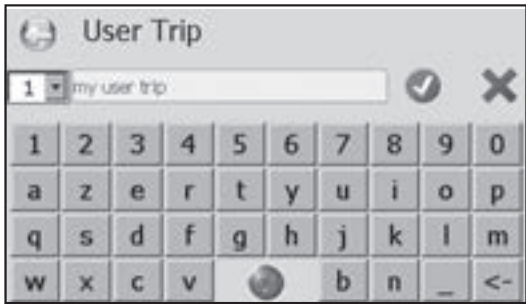 User Trip
1 my user trip
1 2 3 4 5 6 7 8 9 0
a z e r t y u i o p
q s d f g h j k l m
w x c v b n _ <-